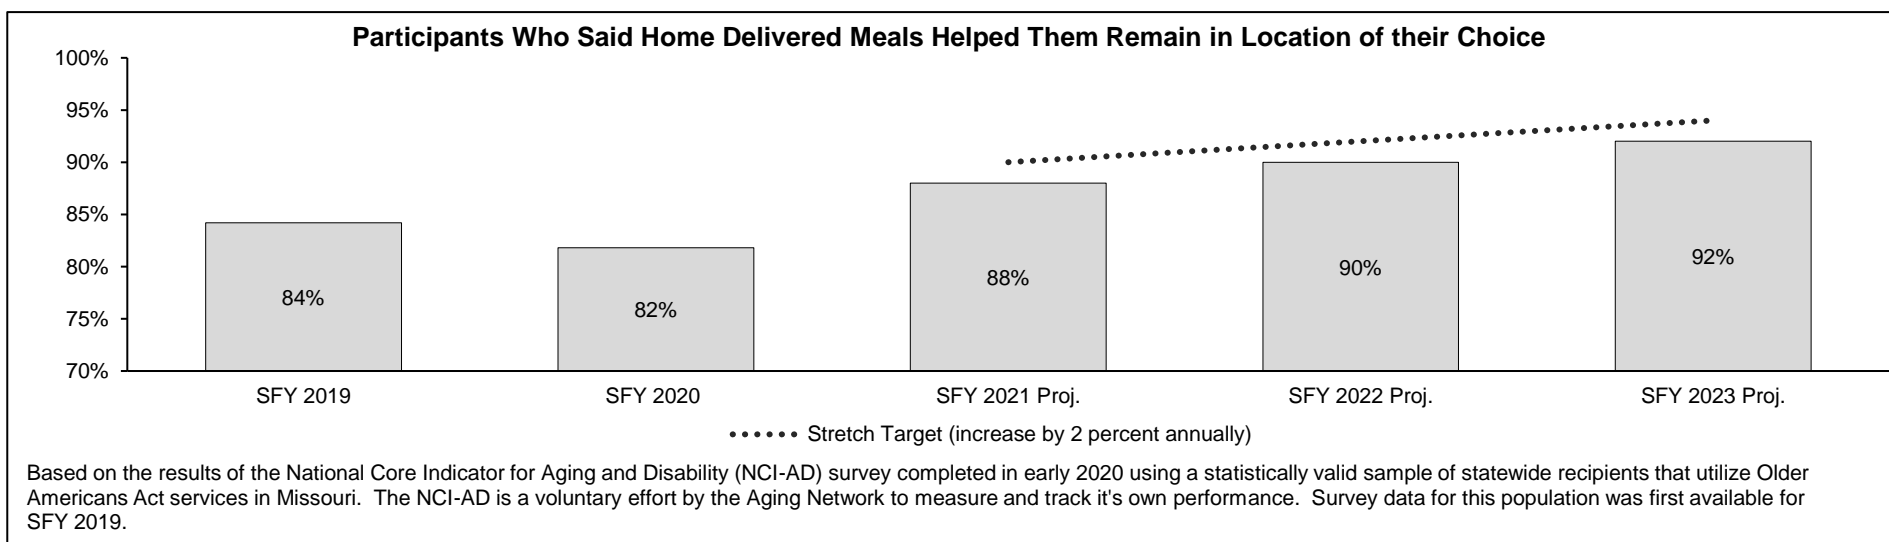 Participants Who Said Home Delivered Meals Helped Them Remain in Location of their Choice
100%
95%
90%
85%
80%
75%
70%
84%
82%
88%
90%
92%
SFY 2019
SFY 2020
SFY 2021 Proj.
SFY 2022 Proj.
SFY 2023 Proj.
Stretch Target (increase by 2 percent annually)
Based on the results of the National Core Indicator for Aging and Disability (NCI-AD) survey completed in early 2020 using a statistically valid sample of statewide recipients that utilize Older
Americans Act services in Missouri.  The NCI-AD is a voluntary effort by the Aging Network to measure and track it's own performance.  Survey data for this population was first available for
SFY 2019.